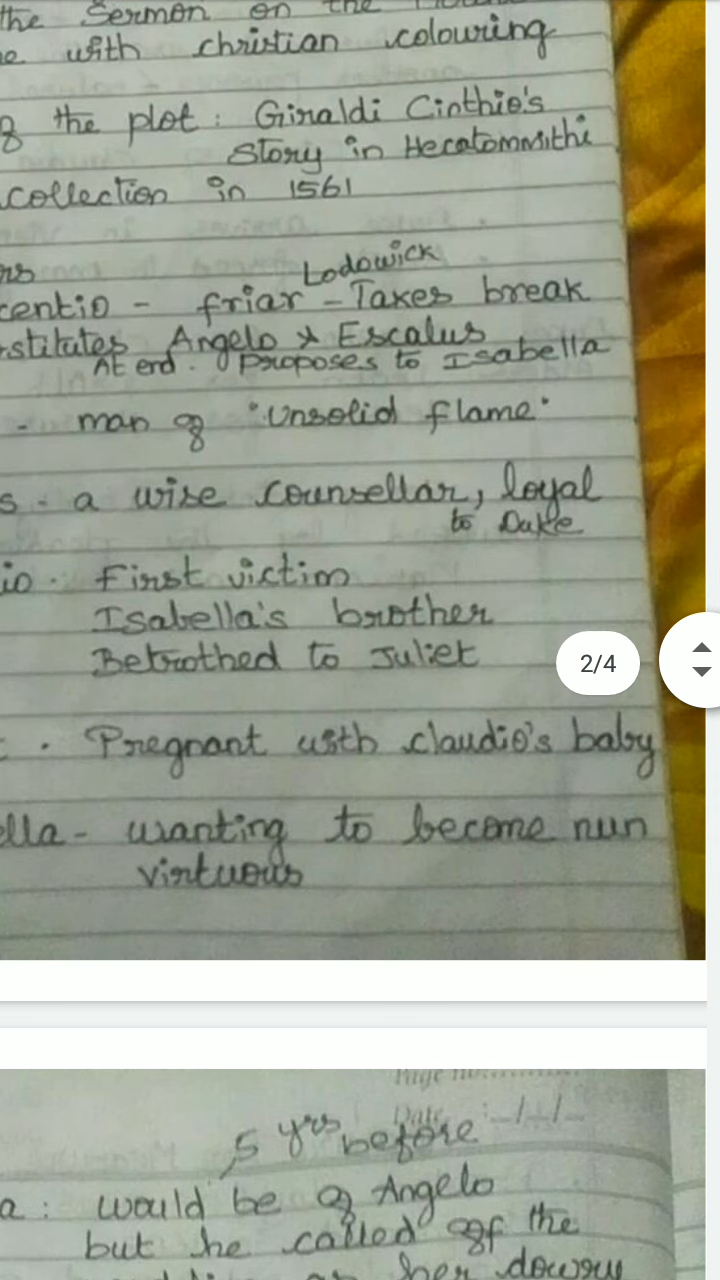 the Sermon on the
with christian colouring
the plot: Giraldi Cinthio's
story in Hecatommithi
collection in 1561
Lodowick
centio - friar - Takes break
stitutes Angelo & Escalus
At end. proposes to Isabella
- man of "Unsolid flame"
s - a wise counsellar, loyal
to Duke
io. First victim
Isabella's brother
Betrothed to Juliet
2/4
. Pregnant with claudio's baby
ella - wanting to become nun
virtuous
Page no..........
Date :_/_/_
5 yrs before
a: would be of Angelo
but he called off the
her dowry